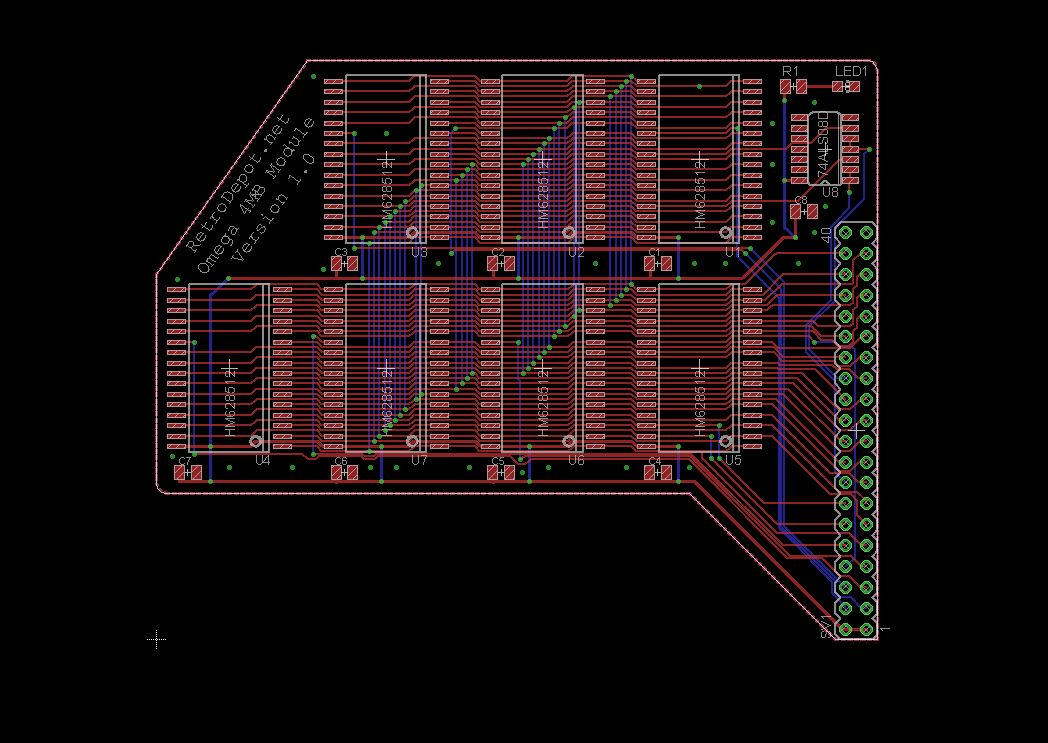 R1
LED1
RetroDepot.net
Omega 4MB Module
Version 1.0
HM628512
HM628512
HM628512
74ALS08D
U8
C8
40
U3
U2
U1
C3
C2
C1
HM628512
HM628512
HM628512
HM628512
U4
U7
U6
U5
C7
C6
C5
C4
SV1
1